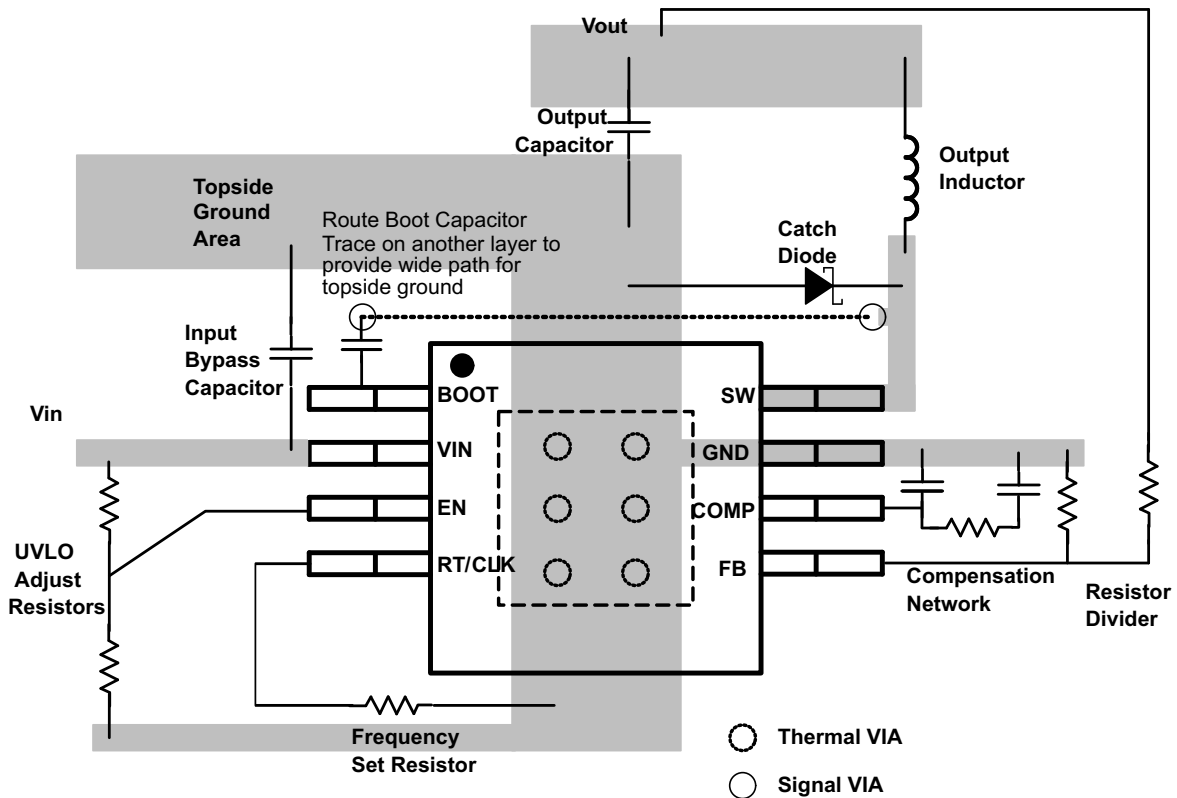 Vout
Output
Capacitor
Output
Inductor
Topside
Ground
Area
Route Boot Capacitor
Trace on another layer to
provide wide path for
topside ground
Catch
Diode
Input
Bypass
Capacitor
BOOT
SW
Vin
VIN
GND
EN
COMP
UVLO
Adjust
Resistors
RT/CLK
FB
Compensation
Network
Resistor
Divider
Frequency
Set Resistor
Thermal VIA
Signal VIA